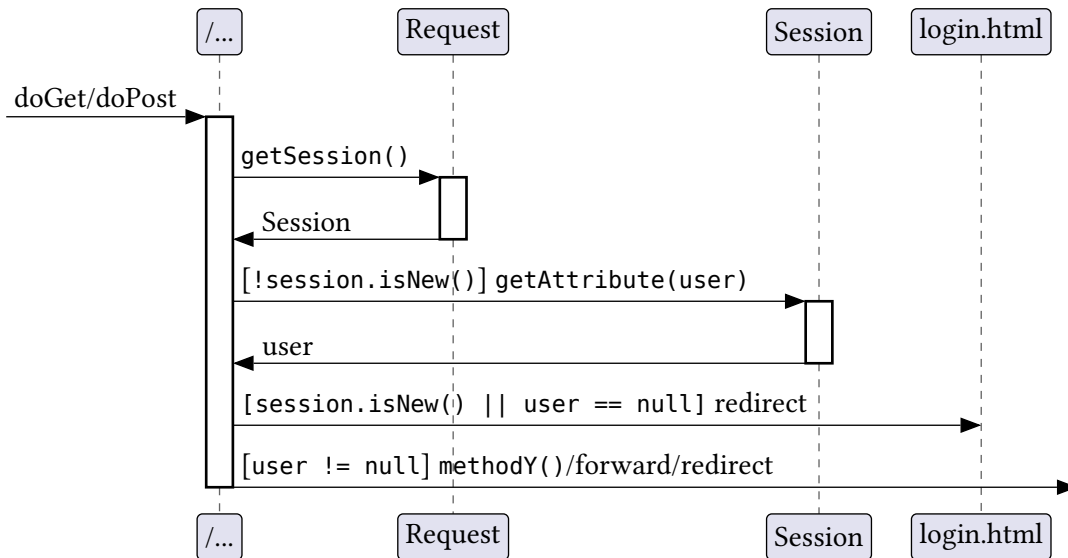 /... Request Session login.html
doGet/doPost
getSession()
Session
[!session.isNew()] getAttribute(user)
user
[session.isNew() || user == null] redirect
[user != null] methodY()/forward/redirect
/... Request Session login.html